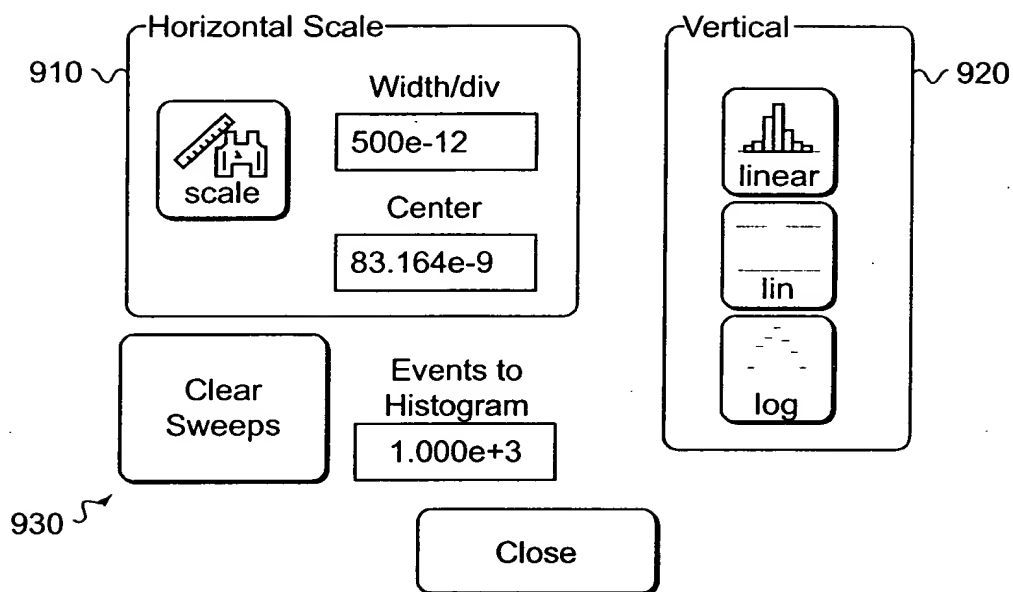 Horizontal Scale
910
Width/div
500e-12
scale
Center
83.164e-9
Vertical
920
linear
lin
log
Clear
Sweeps
Events to
Histogram
1.000e+3
930
Close